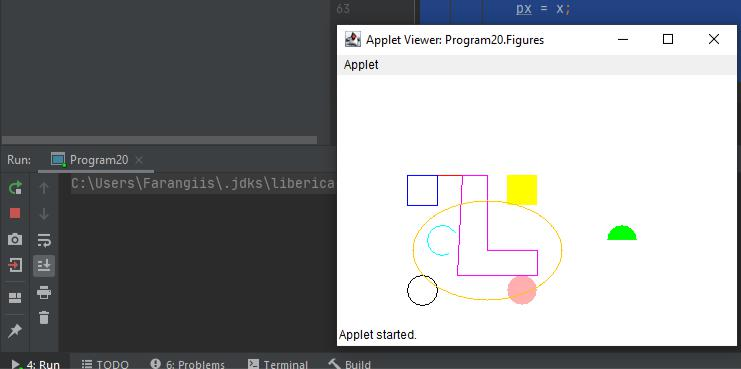 63
px = x;
Applet Viewer: Program20.Figures
Applet
Run: Program20
C:\Users\Farangiis\.jdks\liberica
Applet started.
4: Run TODO 6: Problems Terminal Build